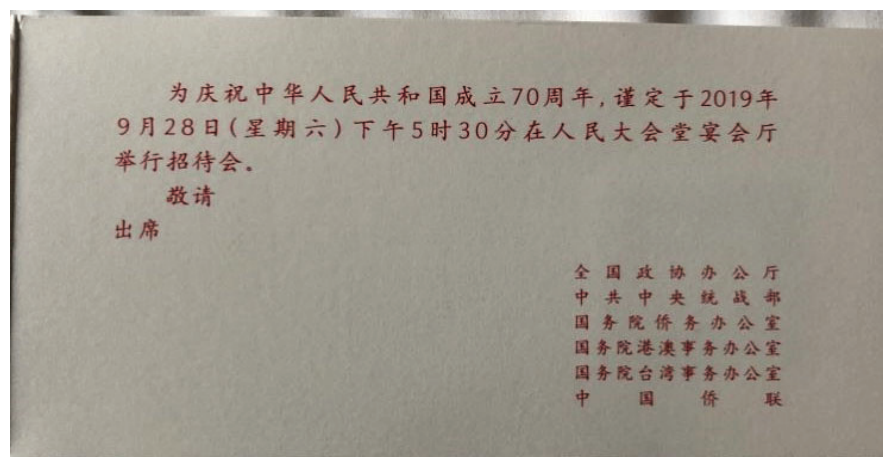 为庆祝中华人民共和国成立70周年,谨定于2019年
9月28日(星期六)下午5时30分在人民大会堂宴会厅
举行招待会。
敬请
出席
全国政协办公厅
中共中央统战部
国务院侨务办公室
国务院港澳事务办公室
国务院台湾事务办公室
中国侨联